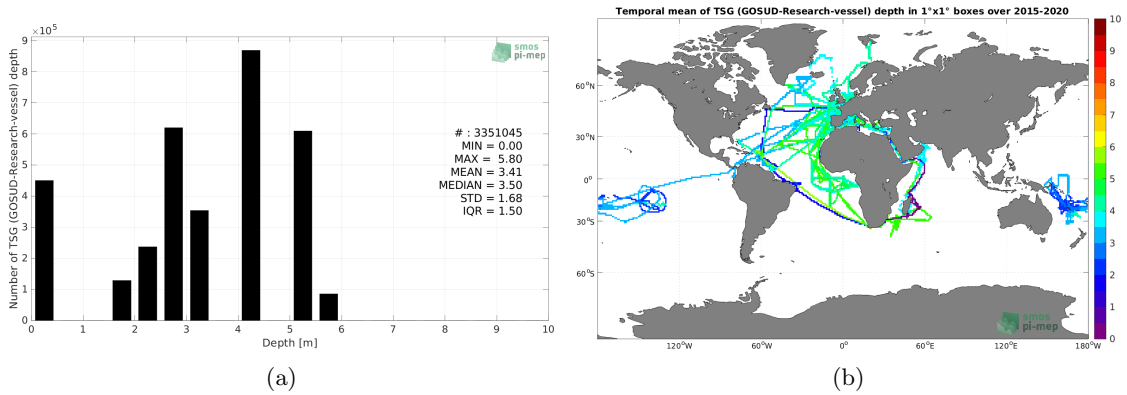 ×10⁵
9
8
7
6
5
4
3
2
1
0
Number of TSG (GOSUD-Research-vessel) depth
smos
pi-mep
# : 3351045
MIN = 0.00
MAX = 5.80
MEAN = 3.41
MEDIAN = 3.50
STD = 1.68
IQR = 1.50
0 1 2 3 4 5 6 7 8 9 10
Depth [m]
(a)
Temporal mean of TSG (GOSUD-Research-vessel) depth in 1°x1° boxes over 2015-2020
60°N
30°N
0°
30°S
60°S
120°W 60°W 0° 60°E 120°E 180°W
smos
pi-mep
10
9
8
7
6
5
4
3
2
1
0
(b)